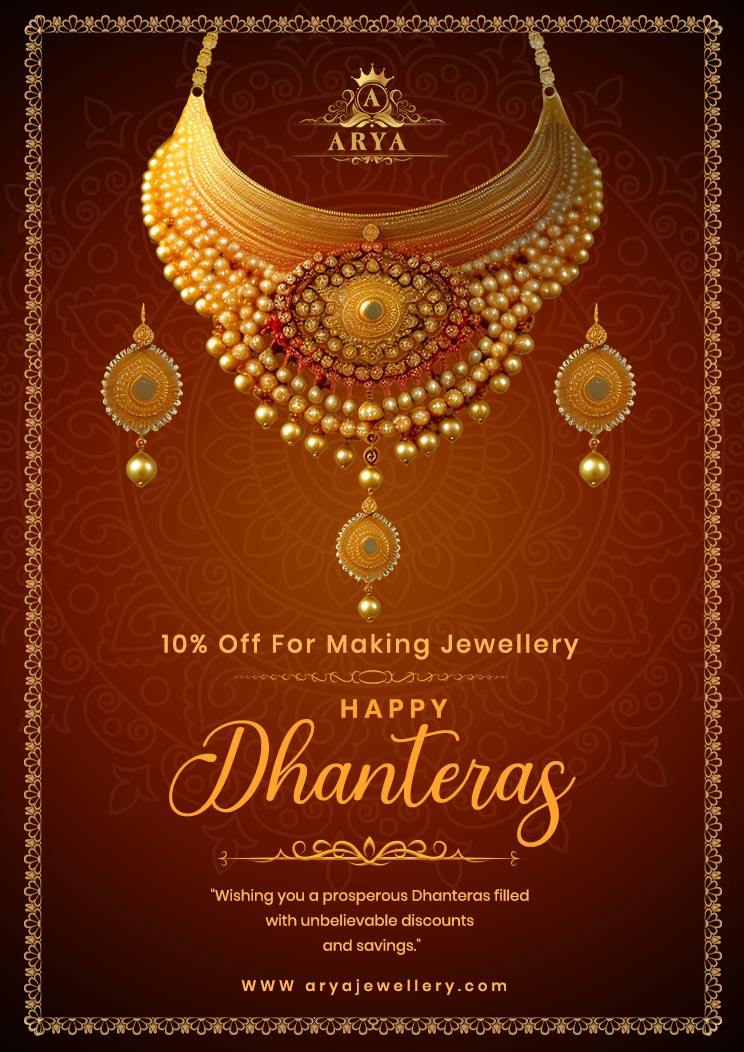 A
ARYA
10% Off For Making Jewellery
HAPPY
Dhanteras
"Wishing you a prosperous Dhanteras filled
with unbelievable discounts
and savings."
WWW aryajewellery.com